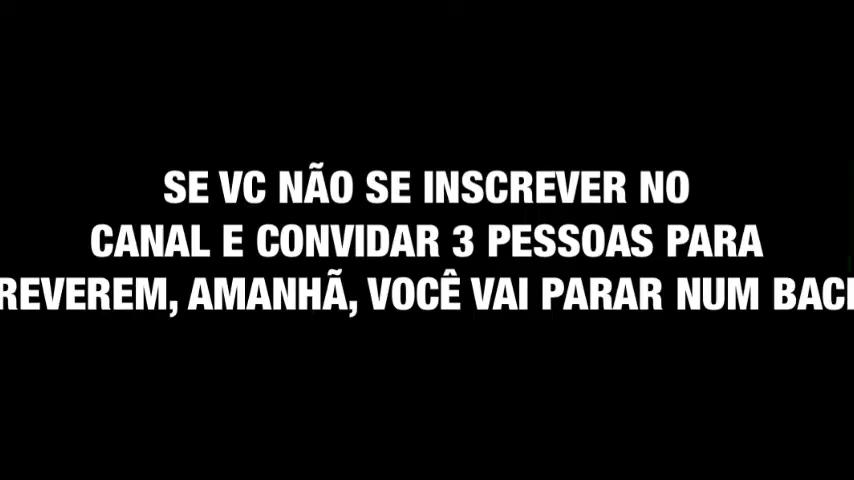 SE VC NÃO SE INSCREVER NO
CANAL E CONVIDAR 3 PESSOAS PARA
REVEREM, AMANHÃ, VOCÊ VAI PARAR NUM